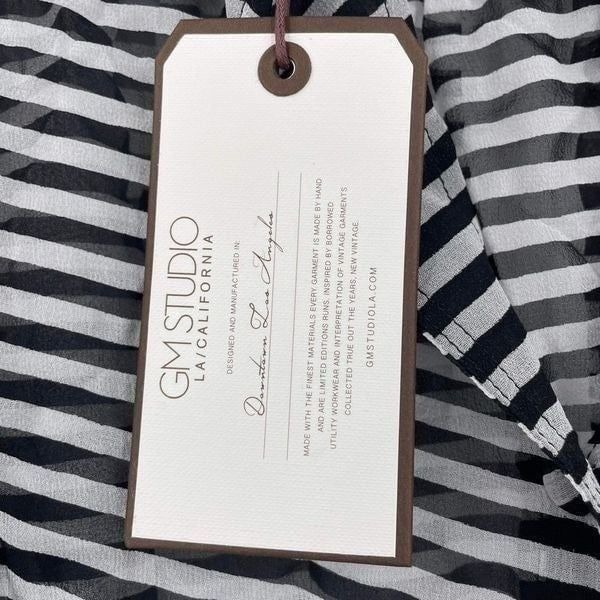 GM STUDIO
LA/CALIFORNIA
DESIGNED AND MANUFACTURED IN:
Downtown Los Angeles
MADE WITH THE FINEST MATERIALS EVERY GARMENT IS MADE BY HAND
AND ARE LIMITED EDITIONS RUNS. INSPIRED BY BORROWED
UTILITY WORKWEAR AND INTERPRETATION OF VINTAGE GARMENTS
COLLECTED TRUE OUT THE YEARS, NEW VINTAGE.
GMSTUDIOLA.COM